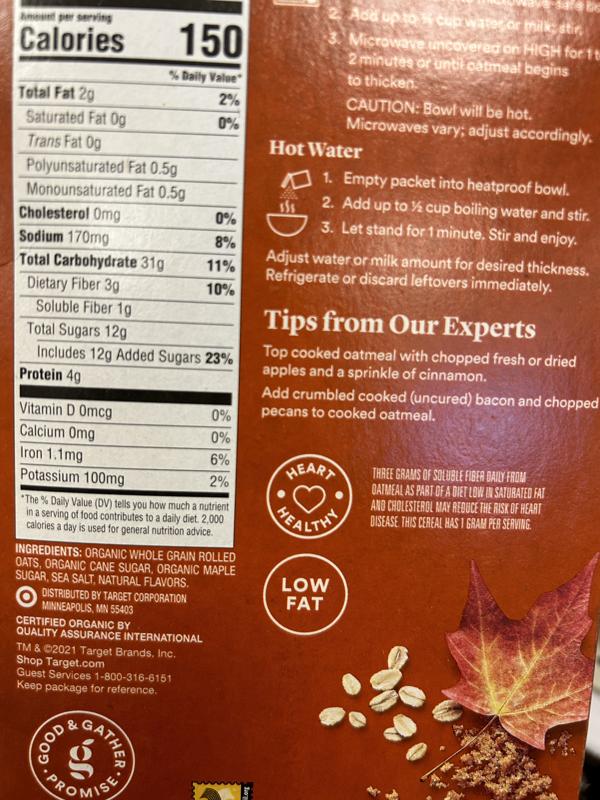 Amount per serving
Calories 150
% Daily Value*
Total Fat 2g 2%
Saturated Fat 0g 0%
Trans Fat 0g
Polyunsaturated Fat 0.5g
Monounsaturated Fat 0.5g
Cholesterol 0mg 0%
Sodium 170mg 8%
Total Carbohydrate 31g 11%
Dietary Fiber 3g 10%
Soluble Fiber 1g
Total Sugars 12g
Includes 12g Added Sugars 23%
Protein 4g
Vitamin D 0mcg 0%
Calcium 0mg 0%
Iron 1.1mg 6%
Potassium 100mg 2%
*The % Daily Value (DV) tells you how much a nutrient
in a serving of food contributes to a daily diet. 2,000
calories a day is used for general nutrition advice.
INGREDIENTS: ORGANIC WHOLE GRAIN ROLLED
OATS, ORGANIC CANE SUGAR, ORGANIC MAPLE
SUGAR, SEA SALT, NATURAL FLAVORS.
DISTRIBUTED BY TARGET CORPORATION
MINNEAPOLIS, MN 55403
CERTIFIED ORGANIC BY
QUALITY ASSURANCE INTERNATIONAL
TM & ©2021 Target Brands, Inc.
Shop Target.com
Guest Services 1-800-316-6151
Keep package for reference.
GOOD & GATHER
g
PROMISE
2. Add up to ½ cup water or milk; stir.
3. Microwave uncovered on HIGH for 1 t
2 minutes or until oatmeal begins
to thicken.
CAUTION: Bowl will be hot.
Microwaves vary; adjust accordingly.
Hot Water
1. Empty packet into heatproof bowl.
2. Add up to ½ cup boiling water and stir.
3. Let stand for 1 minute. Stir and enjoy.
Adjust water or milk amount for desired thickness.
Refrigerate or discard leftovers immediately.
Tips from Our Experts
Top cooked oatmeal with chopped fresh or dried
apples and a sprinkle of cinnamon.
Add crumbled cooked (uncured) bacon and chopped
pecans to cooked oatmeal.
HEART
HEALTHY
THREE GRAMS OF SOLUBLE FIBER DAILY FROM
OATMEAL AS PART OF A DIET LOW IN SATURATED FAT
AND CHOLESTEROL MAY REDUCE THE RISK OF HEART
DISEASE. THIS CEREAL HAS 1 GRAM PER SERVING.
LOW
FAT